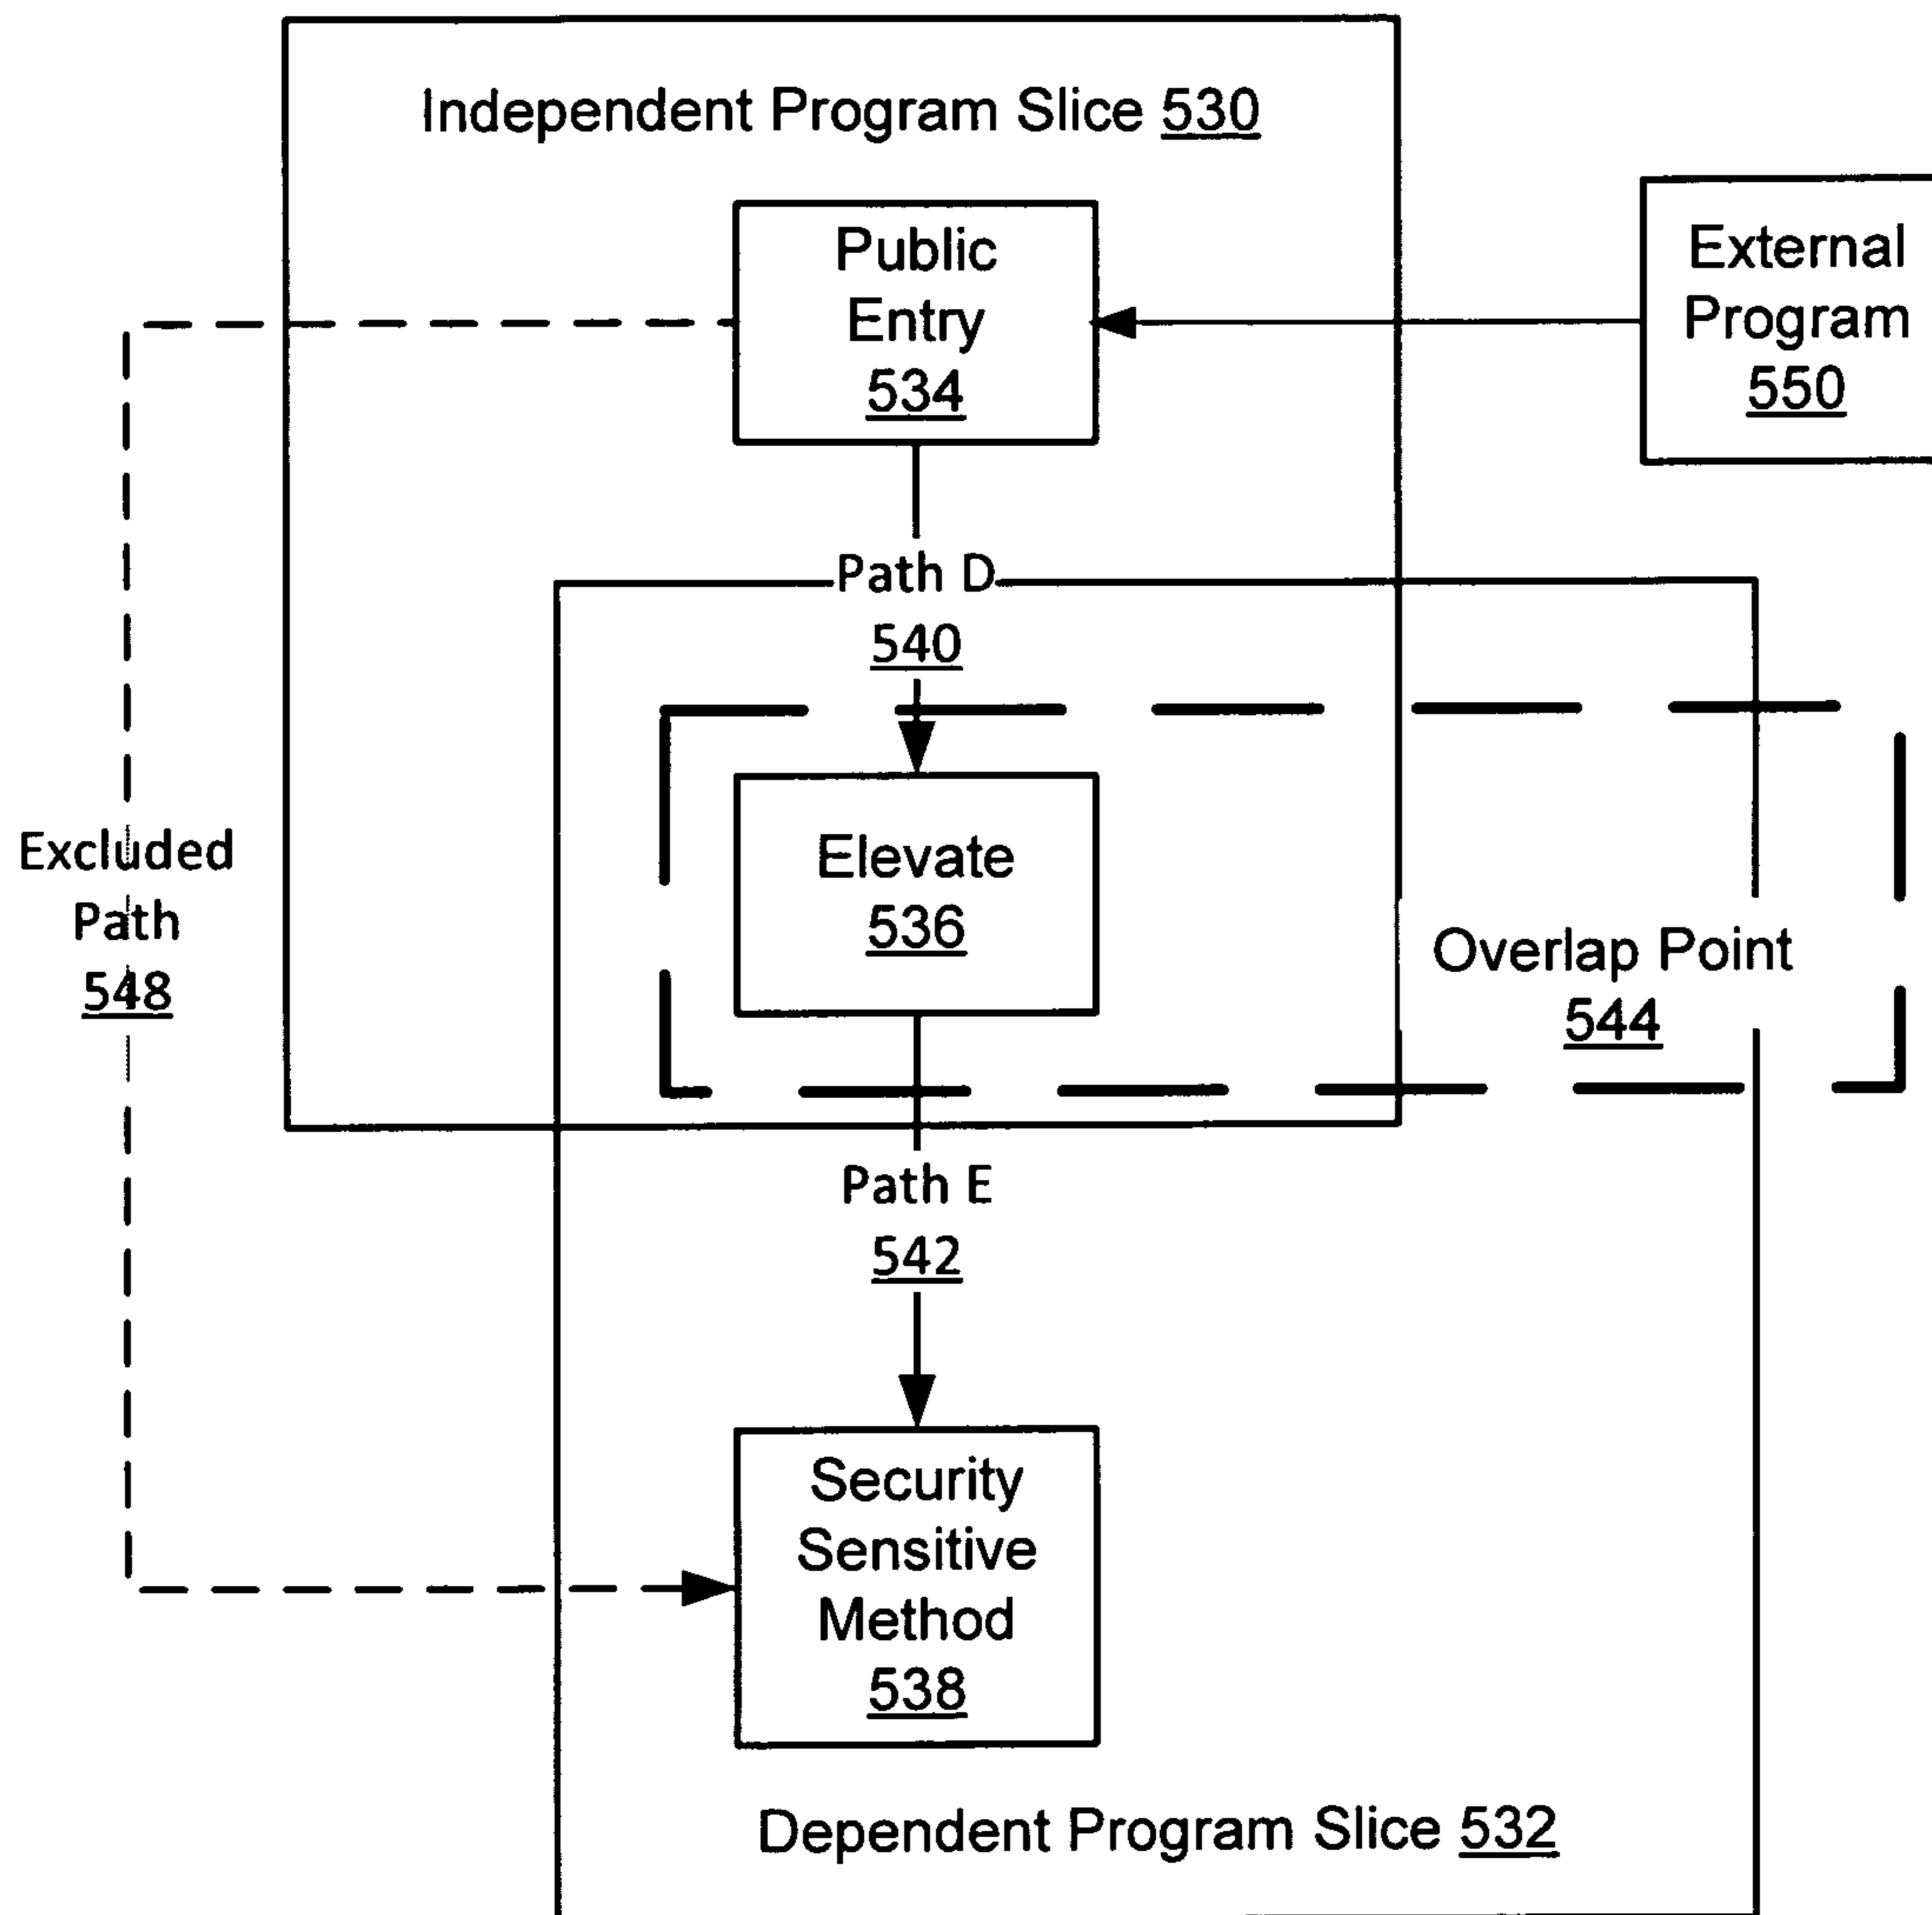 Independent Program Slice 530
Public
Entry
534
External
Program
550
Path D
540
Elevate
536
Excluded
Path
548
Overlap Point
544
Path E
542
Security
Sensitive
Method
538
Dependent Program Slice 532